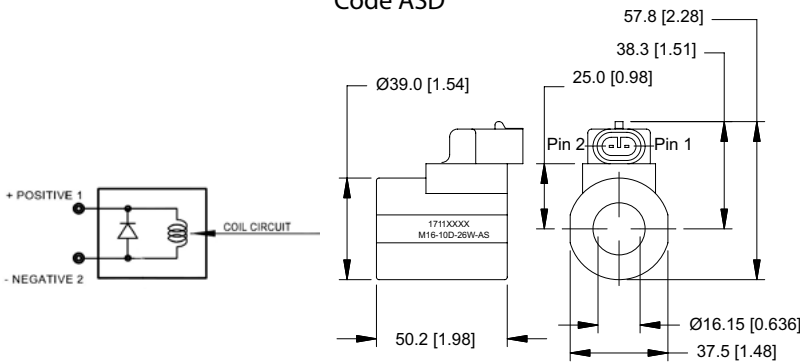 Code ASD
57.8 [2.28]
38.3 [1.51]
25.0 [0.98]
Ø39.0 [1.54]
Pin 2
Pin 1
+ POSITIVE 1
COIL CIRCUIT
- NEGATIVE 2
1711XXXX
M16-10D-26W-AS
50.2 [1.98]
Ø16.15 [0.636]
37.5 [1.48]